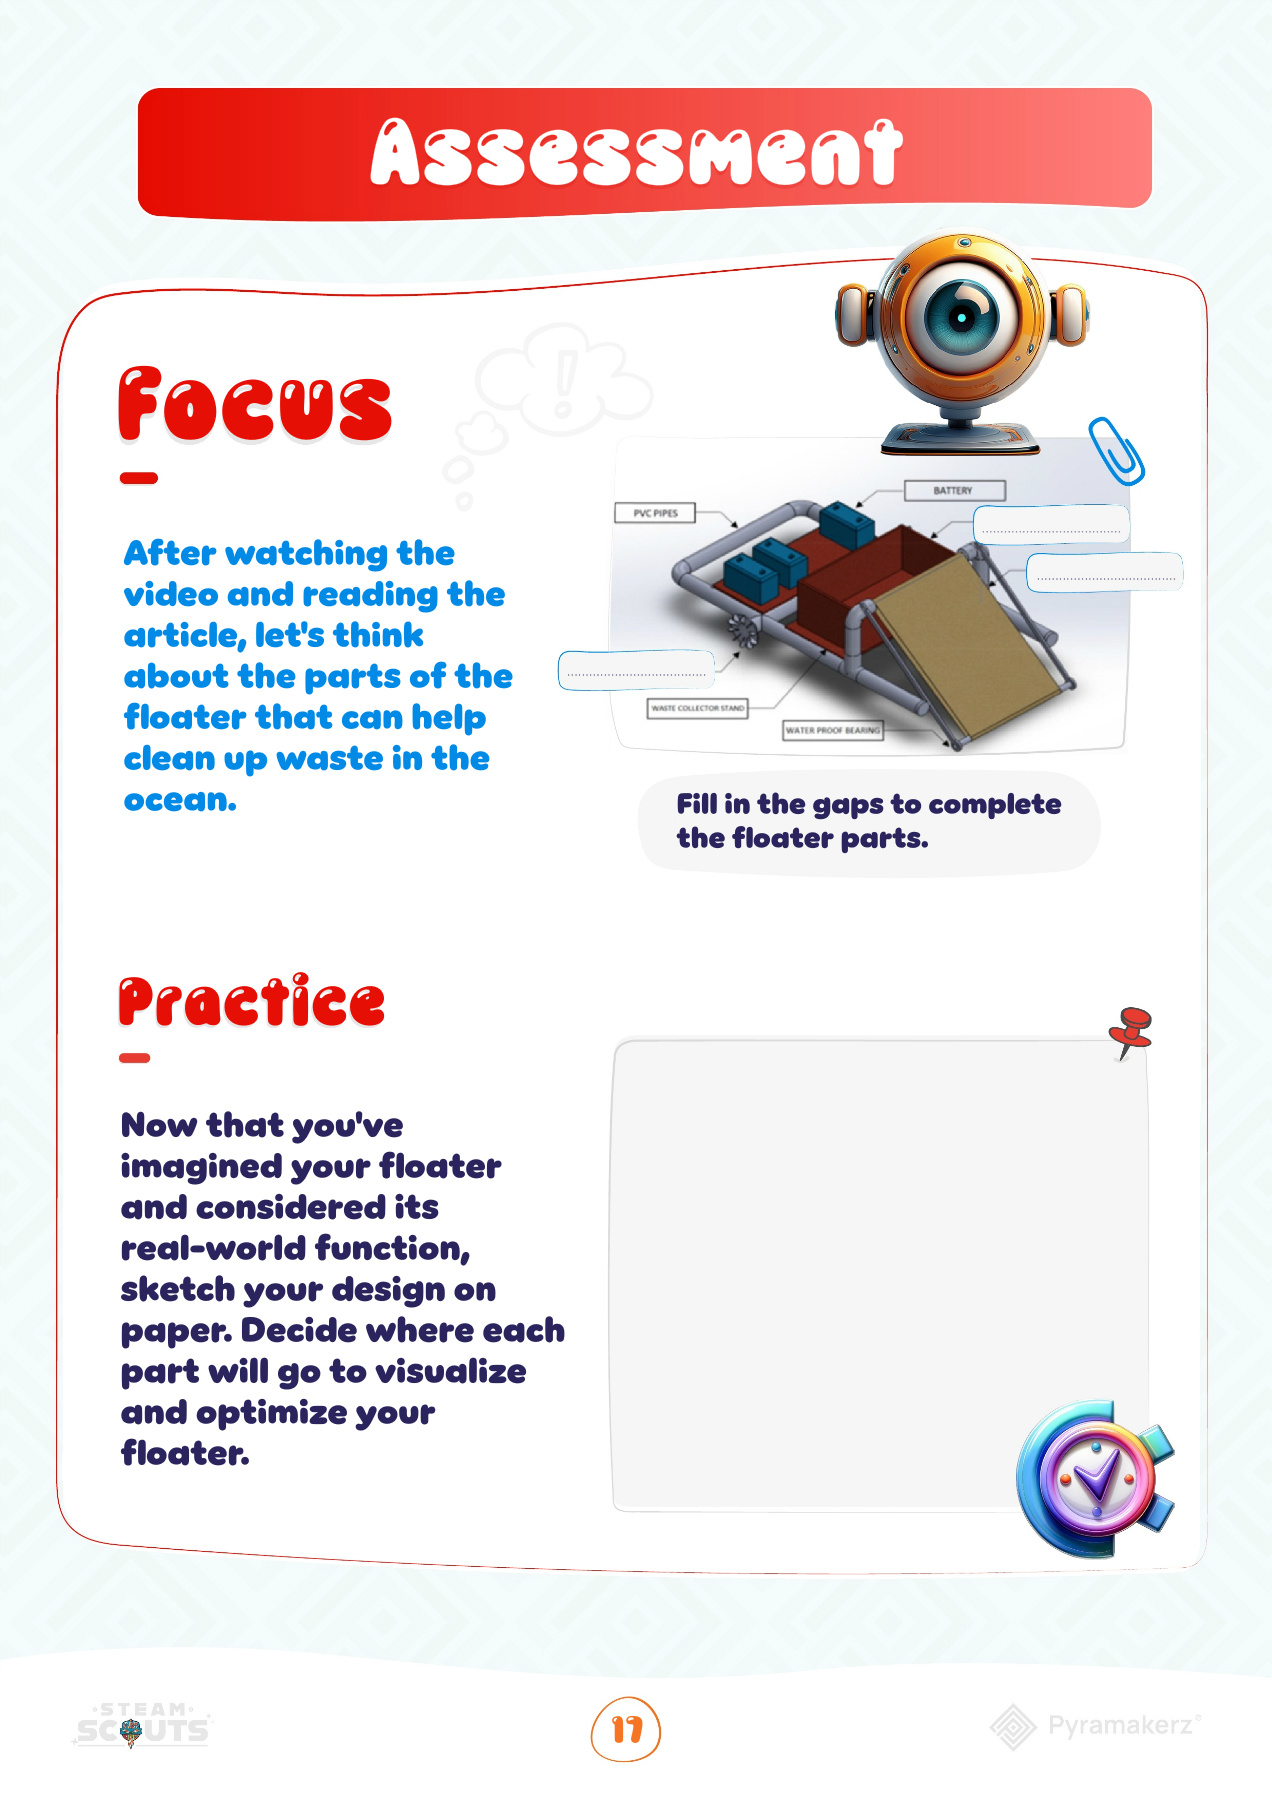 Assessment
Focus
After watching the
video and reading the
article, let's think
about the parts of the
floater that can help
clean up waste in the
ocean.
BATTERY
PVC PIPES
WASTE COLLECTOR STAND
WATER PROOF BEARING
Fill in the gaps to complete
the floater parts.
Practice
Now that you've
imagined your floater
and considered its
real-world function,
sketch your design on
paper. Decide where each
part will go to visualize
and optimize your
floater.
STEAM
SCOUTS
17
Pyramakerz